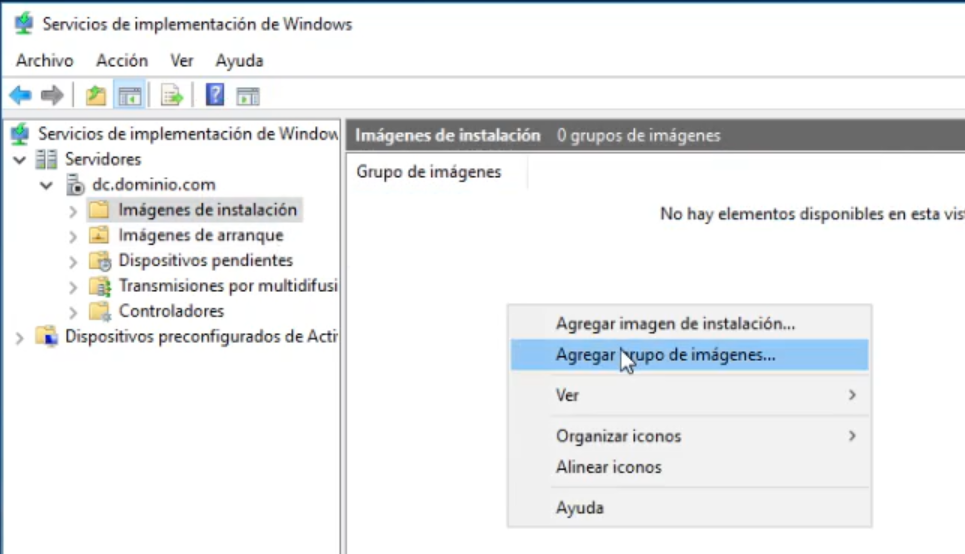 Servicios de implementación de Windows
Archivo Acción Ver Ayuda
Servicios de implementación de Window
Servidores
dc.dominio.com
Imágenes de instalación
Imágenes de arranque
Dispositivos pendientes
Transmisiones por multidifusi
Controladores
Dispositivos preconfigurados de Acti
Imágenes de instalación 0 grupos de imágenes
Grupo de imágenes
No hay elementos disponibles en esta vist
Agregar imagen de instalación...
Agregar grupo de imágenes...
Ver
Organizar iconos
Alinear iconos
Ayuda